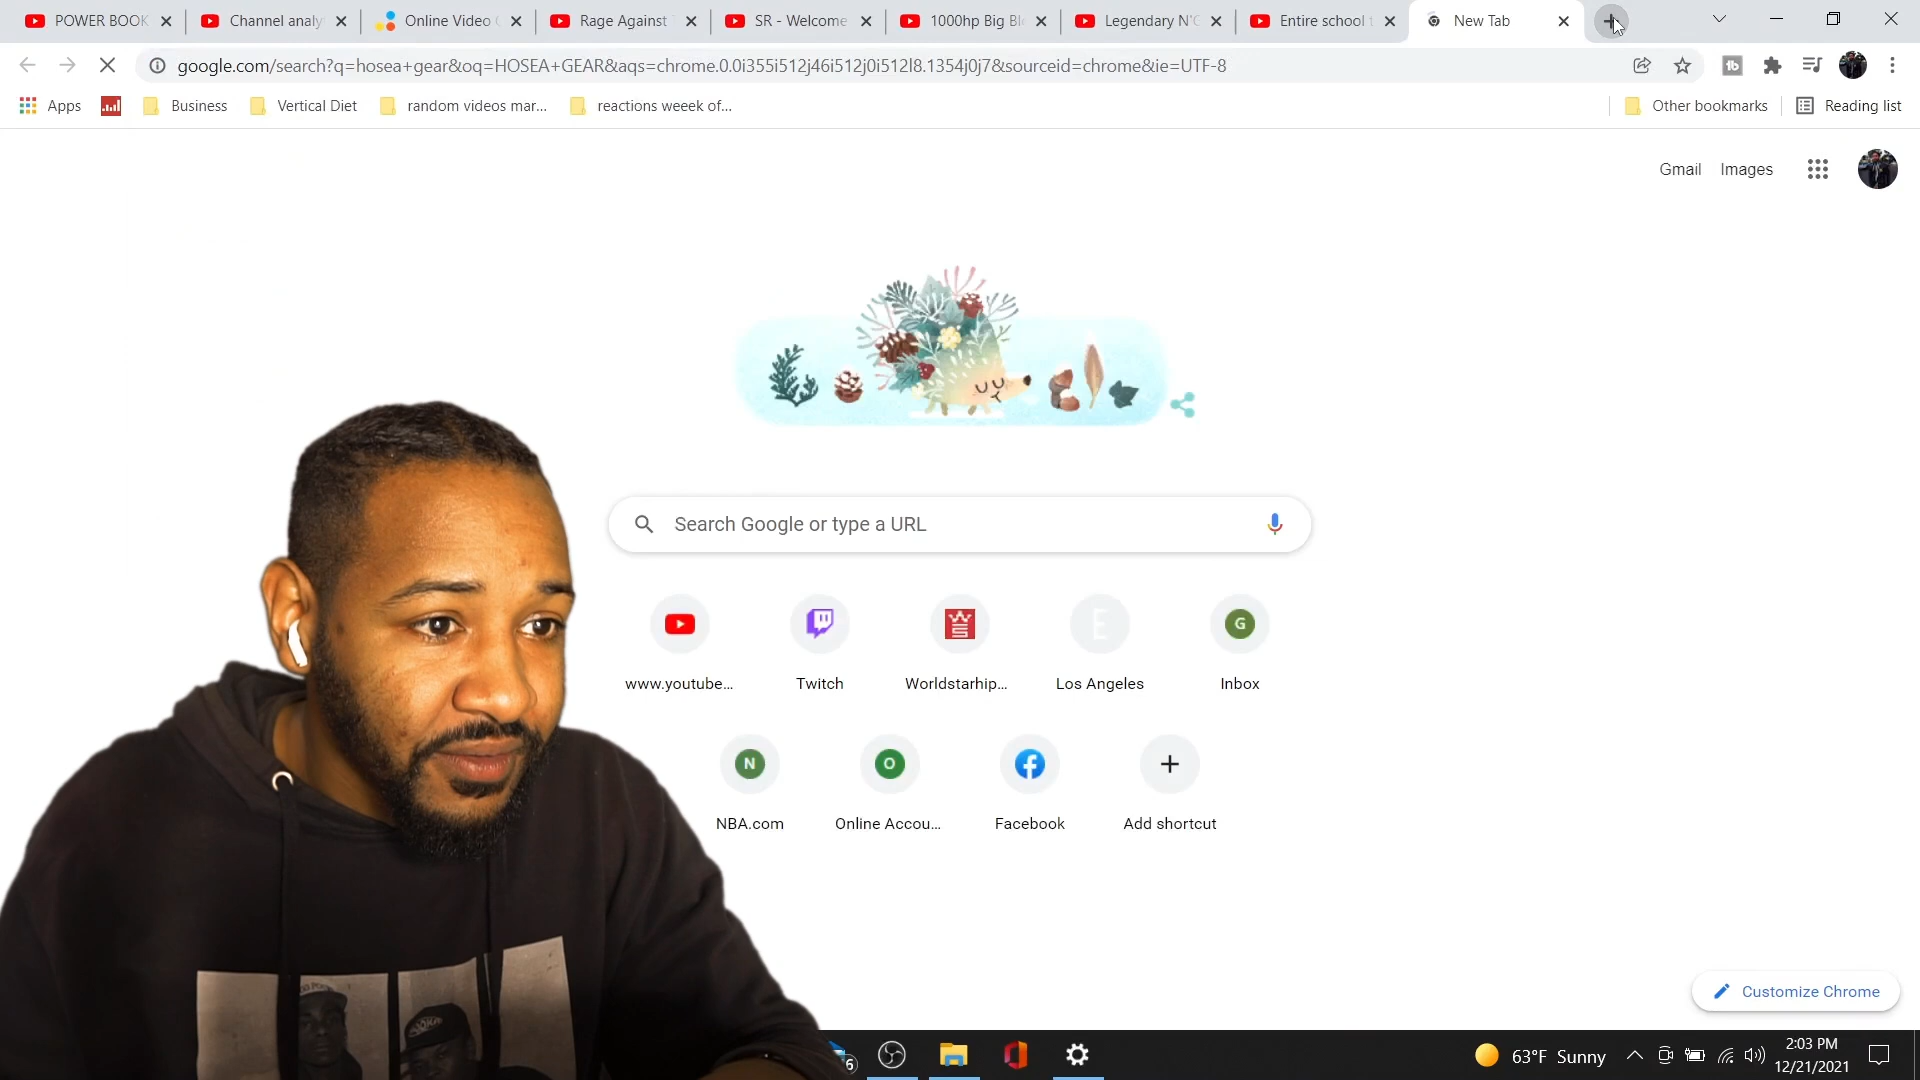 POWER BOOK
Channel analy
Online Video C
Rage Against T
SR - Welcome
1000hp Big Blo
Legendary N'C
Entire school t
New Tab
google.com/search?q=hosea+gear&oq=HOSEA+GEAR&aqs=chrome.0.0i355i512j46i512j0i512l8.1354j0j7&sourceid=chrome&ie=UTF-8
Apps
Business
Vertical Diet
random videos mar...
reactions weeek of...
Other bookmarks
Reading list
Gmail
Images
Search Google or type a URL
www.youtube...
Twitch
Worldstarhip...
E
Los Angeles
G
Inbox
N
NBA.com
O
Online Accou...
Facebook
Add shortcut
Customize Chrome
6
63°F Sunny
2:03 PM
12/21/2021